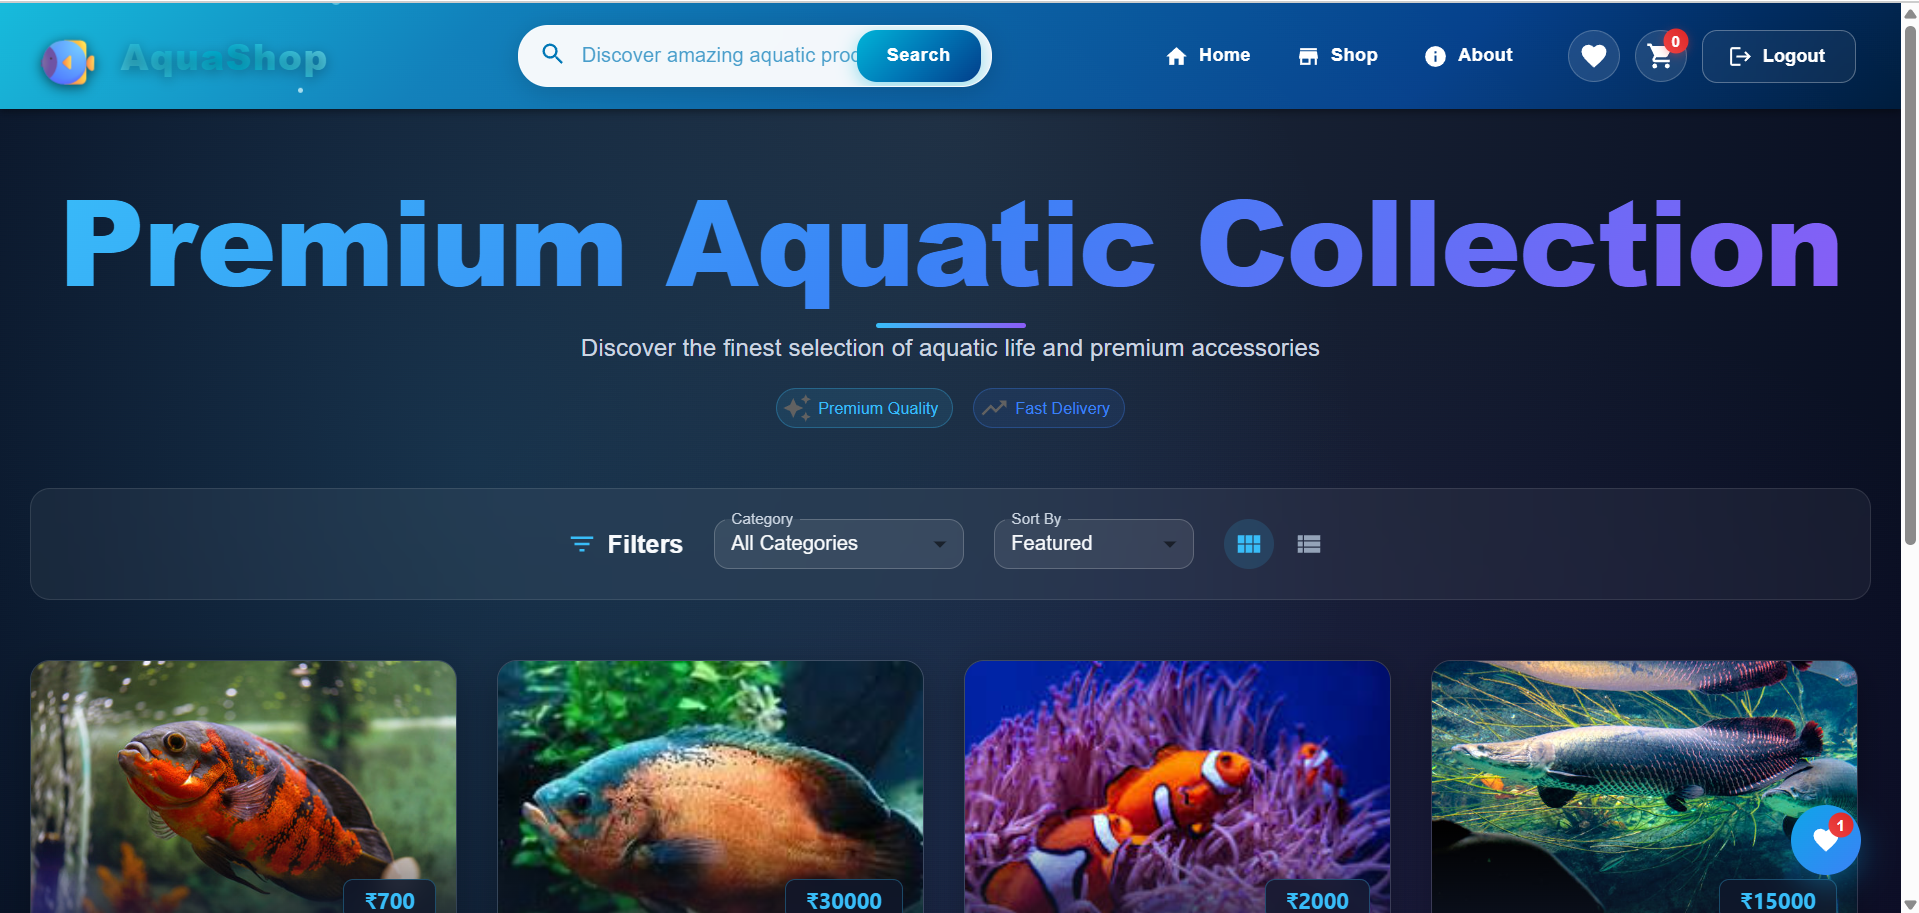 AquaShop
Discover amazing aquatic proc
Search
Home
Shop
About
0
Logout
Premium Aquatic Collection
Discover the finest selection of aquatic life and premium accessories
Premium Quality
Fast Delivery
Filters
Category
All Categories
Sort By
Featured
1
₹700
₹30000
₹2000
₹15000